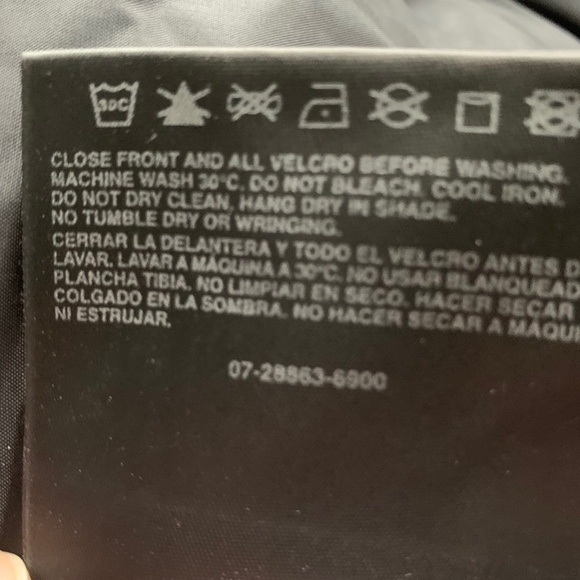 30C
CLOSE FRONT AND ALL VELCRO BEFORE WASHING.
MACHINE WASH 30°C. DO NOT BLEACH. COOL IRON.
DO NOT DRY CLEAN. HANG DRY IN SHADE.
NO TUMBLE DRY OR WRINGING.
CERRAR LA DELANTERA Y TODO EL VELCRO ANTES D
LAVAR. LAVAR A MÁQUINA A 30°C. NO USAR BLANQUEAD
PLANCHA TIBIA. NO LIMPIAR EN SECO. HACER SECAR
COLGADO EN LA SOMBRA. NO HACER SECAR A MAQUI
NI ESTRUJAR.
07-28863-6900